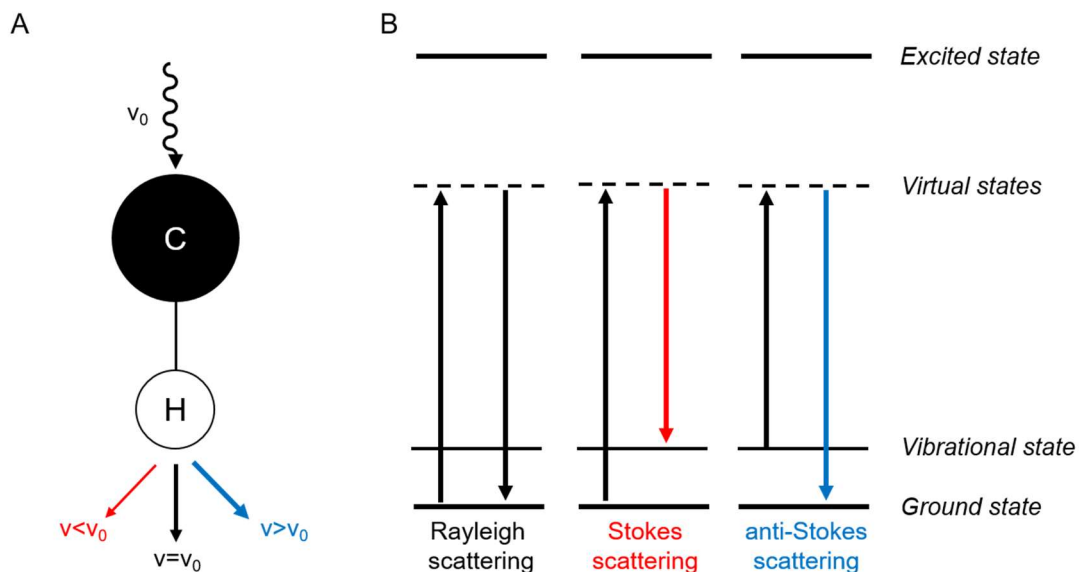 A
B
v₀
C
H
v<v₀
v=v₀
v>v₀
Excited state
Virtual states
Vibrational state
Ground state
Rayleigh
scattering
Stokes
scattering
anti-Stokes
scattering